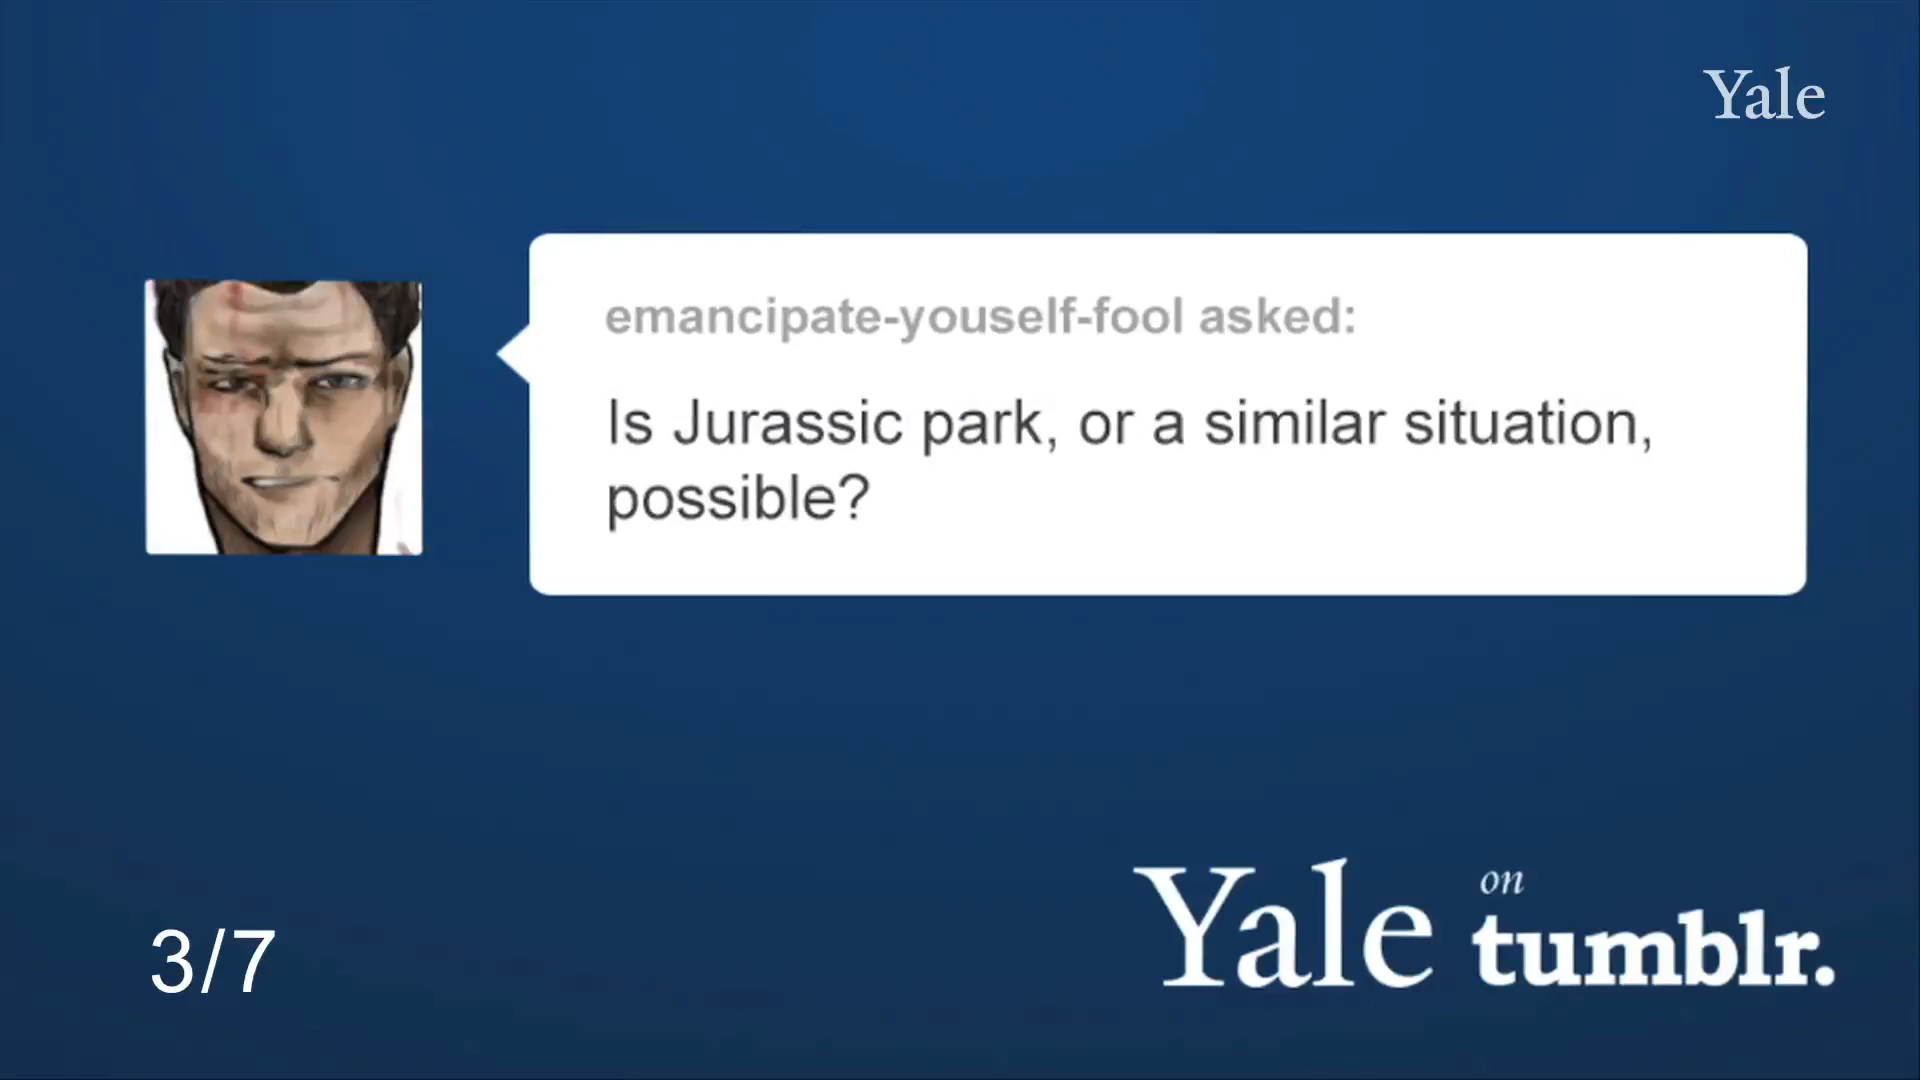 Yale
emancipate-youself-fool asked:
Is Jurassic park, or a similar situation,
possible?
3/7
Yale on tumblr.